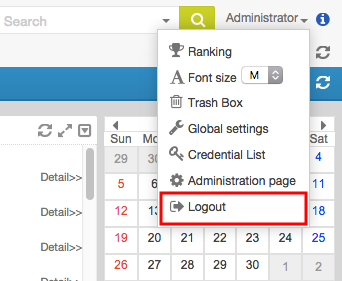 Search
Administrator
Ranking
Font size M
Trash Box
Global settings
Credential List
Administration page
Logout
Detail>>
Detail>>
Detail>>
Sun Mo Sat
29 30 4
5 6 11
12 13 18
19 20 21 22 23 24 25
26 27 28 29 30 1 2